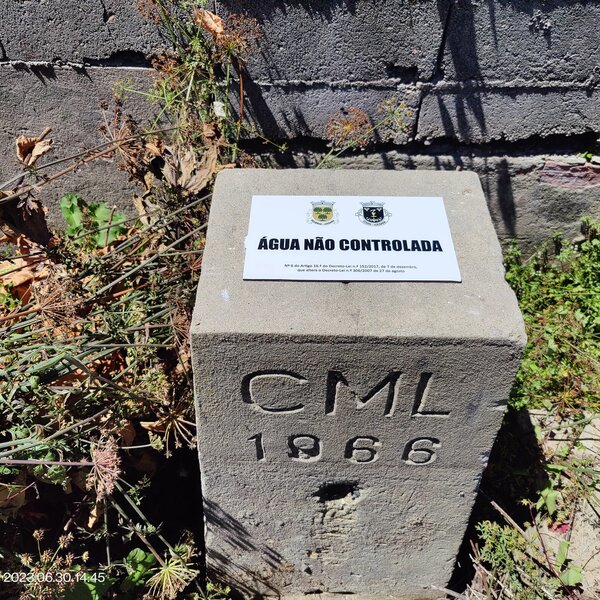 ÁGUA NÃO CONTROLADA
Nº 6 do Artigo 16.º do Decreto-Lei n.º 152/2017, de 7 de dezembro,
que altera o Decreto-Lei n.º 306/2007 de 27 de agosto
CML
1966
2023.06.30 14:45